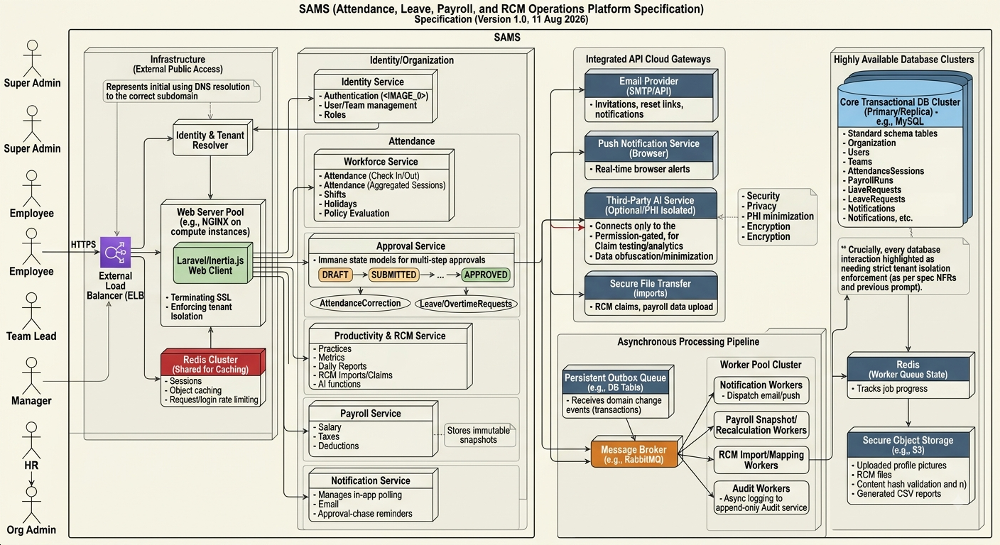 SAMS (Attendance, Leave, Payroll, and RCM Operations Platform Specification)
Specification (Version 1.0, 11 Aug 2026)
SAMS
Super Admin
Super Admin
Employee
Employee
Team Lead
Manager
HR
Org Admin
HTTPS
Infrastructure
(External Public Access)
Represents initial using DNS resolution
to the correct subdomain
Identity & Tenant
Resolver
External
Load
Balancer (ELB
Web Server Pool
(e.g., NGINX on
compute instances)
Laravel/Inertia.js
Web Client
- Terminating SSL
- Enforcing tenant
Isolation
Redis Cluster
(Shared for Caching)
- Sessions
- Object caching
- Request/login rate limiting
Identity/Organization
Identity Service
- Authentication (<IMAGE_0>)
- User/Team management
- Roles
Attendance
Workforce Service
- Attendance (Check In/Out)
- Attendance (Aggregated Sessions)
- Shifts
- Holidays
- Policy Evaluation
Approval Service
- Immane state models for multi-step approvals
DRAFT
SUBMITTED
...
APPROVED
AttendanceCorrection
Leave/OvertimeRequests
Productivity & RCM Service
- Practices
- Metrics
- Daily Reports
- RCM Imports/Claims
- AI functions
Payroll Service
- Salary
- Taxes
- Deductions
Stores immutable
snapshots
Notification Service
- Manages in-app polling
- Email
- Approval-chase reminders
Integrated API Cloud Gateways
Email Provider
(SMTP/API)
- Invitations, reset links,
notifications
Push Notification Service
(Browser)
- Real-time browser alerts
Third-Party AI Service
(Optional/PHI Isolated)
- Connects only to the
- Permission-gated, for
Claim testing/analytics
- Data obfuscation/minimization
- Security
- Privacy
- PHI minimization
- Encryption
- Encryption
Secure File Transfer
(imports)
- RCM claims, payroll data upload
Asynchronous Processing Pipeline
Persistent Outbox Queue
(e.g., DB Tabls)
- Receives domain change
events (transactions)
Message Broker
(e.g., RabbitMQ)
Worker Pool Cluster
Notification Workers
- Dispatch email/push
Payroll Snapshot/
Recalculation Workers
RCM Import/Mapping
Workers
Audit Workers
- Async logging to
append-only Audit service
Highly Available Database Clusters
Core Transactional DB Cluster
(Primary/Replica) -
e.g., MySQL
- Standard schema tables
- Organization
- Users
- Teams
- AttendancsSessions
- PayrollRuns
- LiaveRequests
- LeaveRequests
- Notifications
- Notifications, etc.
Crucially, every database
interaction highlighted as
needing strict tenant isolation
enforcement (as per spec NFRs
and previous prompt).
Redis
(Worker Queue State)
- Tracks job progress
Secure Object Storage
(e.g., S3)
- Uploaded profile pictures
- RCM files
- Content hash validation and n)
- Generated CSV reports